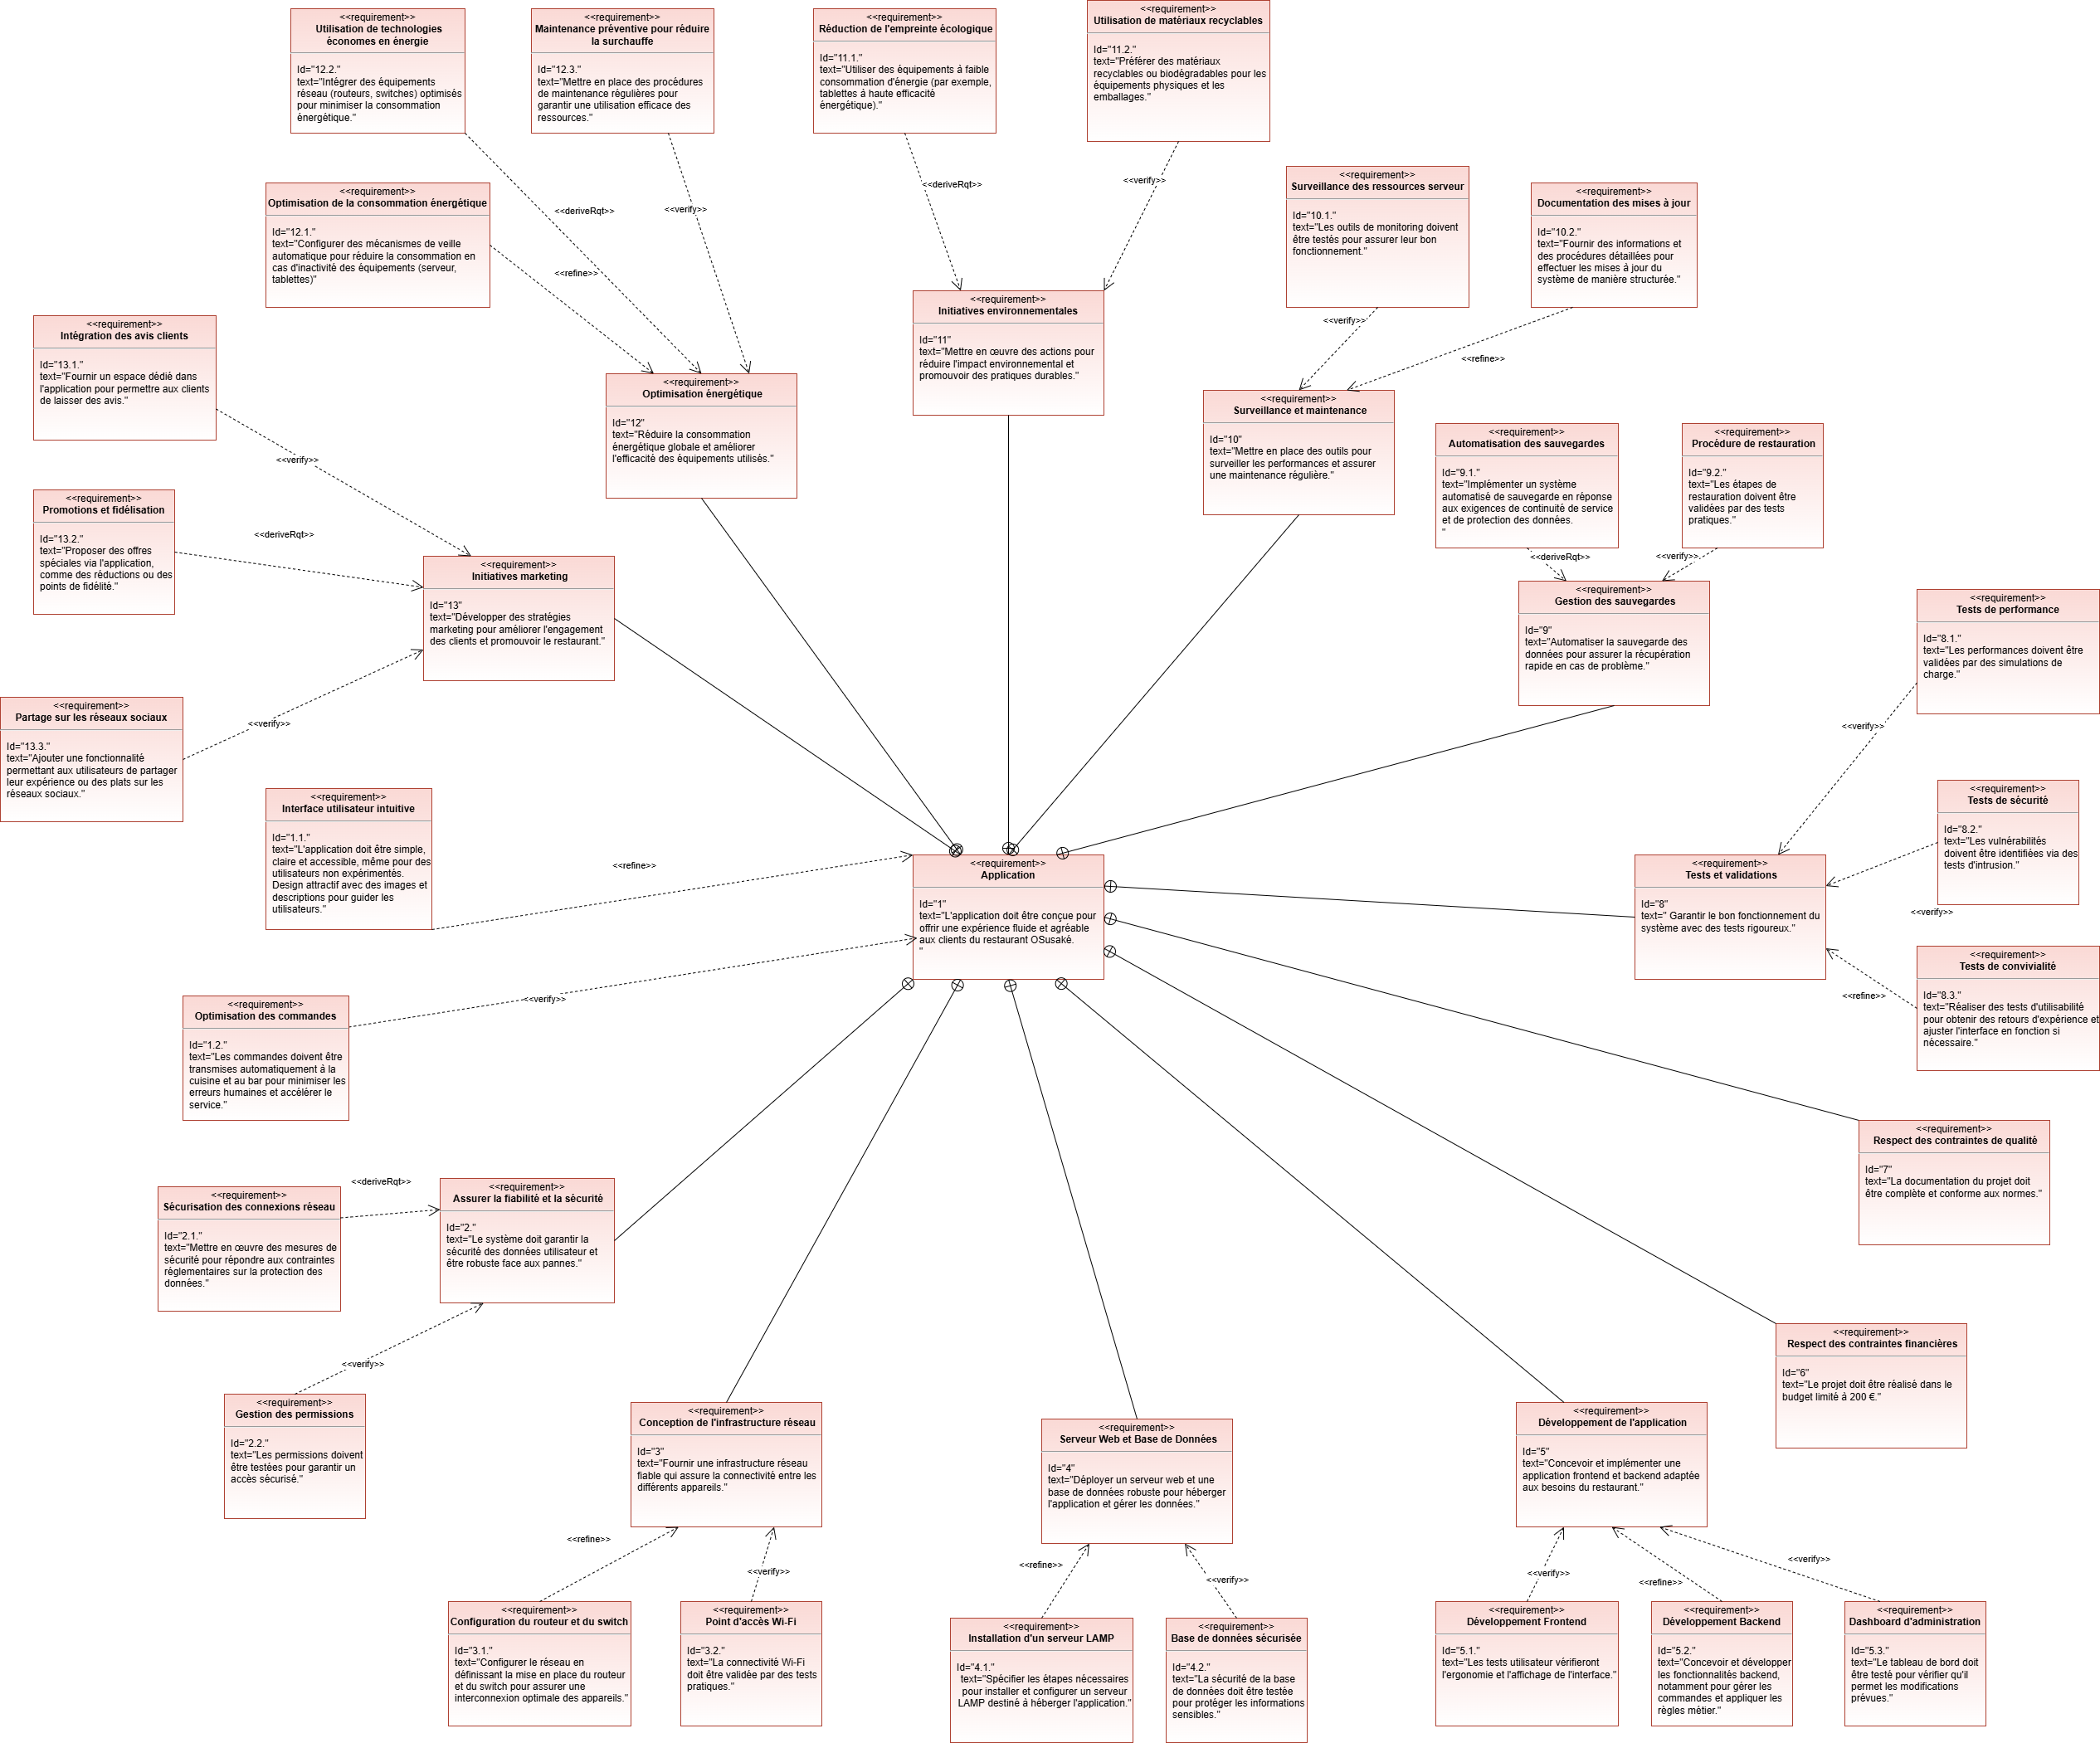 <<requirement>>
Utilisation de technologies
économes en énergie
Id="12.2."
text="Intégrer des équipements
réseau (routeurs, switches) optimisés
pour minimiser la consommation
énergétique."
<<requirement>>
Maintenance préventive pour réduire
la surchauffe
Id="12.3."
text="Mettre en place des procédures
de maintenance régulières pour
garantir une utilisation efficace des
ressources."
<<requirement>>
Réduction de l'empreinte écologique
Id="11.1."
text="Utiliser des équipements à faible
consommation d'énergie (par exemple,
tablettes à haute efficacité
énergétique)."
<<requirement>>
Utilisation de matériaux recyclables
Id="11.2."
text="Préférer des matériaux
recyclables ou biodégradables pour les
équipements physiques et les
emballages."
<<deriveRqt>>
<<verify>>
<<deriveRqt>>
<<verify>>
<<requirement>>
Optimisation de la consommation énergétique
Id="12.1."
text="Configurer des mécanismes de veille
automatique pour réduire la consommation en
cas d'inactivité des équipements (serveur,
tablettes)"
<<refine>>
<<requirement>>
Surveillance des ressources serveur
Id="10.1."
text="Les outils de monitoring doivent
être testés pour assurer leur bon
fonctionnement."
<<requirement>>
Documentation des mises à jour
Id="10.2."
text="Fournir des informations et
des procédures détaillées pour
effectuer les mises à jour du
système de manière structurée."
<<verify>>
<<refine>>
<<requirement>>
Initiatives environnementales
Id="11"
text="Mettre en œuvre des actions pour
réduire l'impact environnemental et
promouvoir des pratiques durables."
<<requirement>>
Intégration des avis clients
Id="13.1."
text="Fournir un espace dédié dans
l'application pour permettre aux clients
de laisser des avis."
<<verify>>
<<requirement>>
Optimisation énergétique
Id="12"
text="Réduire la consommation
énergétique globale et améliorer
l'efficacité des équipements utilisés."
<<requirement>>
Surveillance et maintenance
Id="10"
text="Mettre en place des outils pour
surveiller les performances et assurer
une maintenance régulière."
<<requirement>>
Automatisation des sauvegardes
Id="9.1."
text="Implémenter un système
automatisé de sauvegarde en réponse
aux exigences de continuité de service
et de protection des données.
"
<<requirement>>
Procédure de restauration
Id="9.2."
text="Les étapes de
restauration doivent être
validées par des tests
pratiques."
<<deriveRqt>>
<<verify>>
<<requirement>>
Promotions et fidélisation
Id="13.2."
text="Proposer des offres
spéciales via l'application,
comme des réductions ou des
points de fidélité."
<<deriveRqt>>
<<requirement>>
Initiatives marketing
Id="13"
text="Développer des stratégies
marketing pour améliorer l'engagement
des clients et promouvoir le restaurant."
<<requirement>>
Gestion des sauvegardes
Id="9"
text="Automatiser la sauvegarde des
données pour assurer la récupération
rapide en cas de problème."
<<requirement>>
Tests de performance
Id="8.1."
text="Les performances doivent être
validées par des simulations de
charge."
<<verify>>
<<requirement>>
Partage sur les réseaux sociaux
Id="13.3."
text="Ajouter une fonctionnalité
permettant aux utilisateurs de partager
leur expérience ou des plats sur les
réseaux sociaux."
<<verify>>
<<requirement>>
Interface utilisateur intuitive
Id="1.1."
text="L'application doit être simple,
claire et accessible, même pour des
utilisateurs non expérimentés.
Design attractif avec des images et
descriptions pour guider les
utilisateurs."
<<refine>>
<<requirement>>
Application
Id="1"
text="L'application doit être conçue pour
offrir une expérience fluide et agréable
aux clients du restaurant OSusaké.
"
<<requirement>>
Tests et validations
Id="8"
text=" Garantir le bon fonctionnement du
système avec des tests rigoureux."
<<requirement>>
Tests de sécurité
Id="8.2."
text="Les vulnérabilités
doivent être identifiées via des
tests d'intrusion."
<<verify>>
<<requirement>>
Tests de convivialité
Id="8.3."
text="Réaliser des tests d'utilisabilité
pour obtenir des retours d'expérience et
ajuster l'interface en fonction si
nécessaire."
<<refine>>
<<requirement>>
Optimisation des commandes
Id="1.2."
text="Les commandes doivent être
transmises automatiquement à la
cuisine et au bar pour minimiser les
erreurs humaines et accélérer le
service."
<<verify>>
<<requirement>>
Respect des contraintes de qualité
Id="7"
text="La documentation du projet doit
être complète et conforme aux normes."
<<requirement>>
Sécurisation des connexions réseau
Id="2.1."
text="Mettre en œuvre des mesures de
sécurité pour répondre aux contraintes
réglementaires sur la protection des
données."
<<deriveRqt>>
<<requirement>>
Assurer la fiabilité et la sécurité
Id="2."
text="Le système doit garantir la
sécurité des données utilisateur et
être robuste face aux pannes."
<<verify>>
<<requirement>>
Gestion des permissions
Id="2.2."
text="Les permissions doivent
être testées pour garantir un
accès sécurisé."
<<requirement>>
Respect des contraintes financières
Id="6"
text="Le projet doit être réalisé dans le
budget limité à 200 €."
<<requirement>>
Conception de l'infrastructure réseau
Id="3"
text="Fournir une infrastructure réseau
fiable qui assure la connectivité entre les
différents appareils."
<<requirement>>
Serveur Web et Base de Données
Id="4"
text="Déployer un serveur web et une
base de données robuste pour héberger
l'application et gérer les données."
<<requirement>>
Développement de l'application
Id="5"
text="Concevoir et implémenter une
application frontend et backend adaptée
aux besoins du restaurant."
<<refine>>
<<verify>>
<<refine>>
<<verify>>
<<verify>>
<<refine>>
<<verify>>
<<requirement>>
Configuration du routeur et du switch
Id="3.1."
text="Configurer le réseau en
définissant la mise en place du routeur
et du switch pour assurer une
interconnexion optimale des appareils."
<<requirement>>
Point d'accès Wi-Fi
Id="3.2."
text="La connectivité Wi-Fi
doit être validée par des tests
pratiques."
<<requirement>>
Installation d'un serveur LAMP
Id="4.1."
text="Spécifier les étapes nécessaires
pour installer et configurer un serveur
LAMP destiné à héberger l'application."
<<requirement>>
Base de données sécurisée
Id="4.2."
text="La sécurité de la base
de données doit être testée
pour protéger les informations
sensibles."
<<requirement>>
Développement Frontend
Id="5.1."
text="Les tests utilisateur vérifieront
l'ergonomie et l'affichage de l'interface."
<<requirement>>
Développement Backend
Id="5.2."
text="Concevoir et développer
les fonctionnalités backend,
notamment pour gérer les
commandes et appliquer les
règles métier."
<<requirement>>
Dashboard d'administration
Id="5.3."
text="Le tableau de bord doit
être testé pour vérifier qu'il
permet les modifications
prévues."